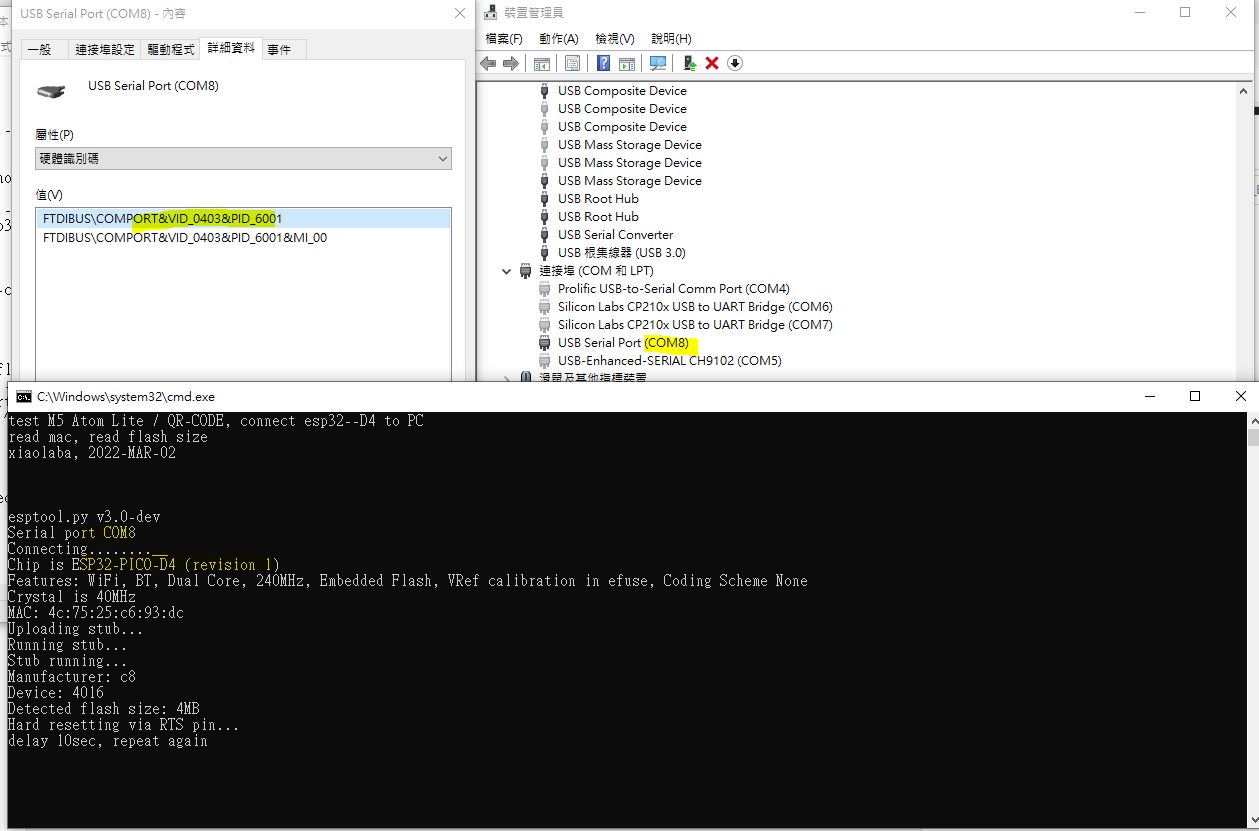 USB Serial Port (COM8) - 內容
一般
連接埠設定
驅動程式
詳細資料
事件
USB Serial Port (COM8)
屬性(P)
硬體識別碼
值(V)
FTDIBUS\COMPORT&VID_0403&PID_6001
FTDIBUS\COMPORT&VID_0403&PID_6001&MI_00
裝置管理員
檔案(F)
動作(A)
檢視(V)
說明(H)
USB Composite Device
USB Composite Device
USB Composite Device
USB Mass Storage Device
USB Mass Storage Device
USB Mass Storage Device
USB Root Hub
USB Root Hub
USB Serial Converter
USB 根集線器 (USB 3.0)
連接埠 (COM 和 LPT)
Prolific USB-to-Serial Comm Port (COM4)
Silicon Labs CP210x USB to UART Bridge (COM6)
Silicon Labs CP210x USB to UART Bridge (COM7)
USB Serial Port (COM8)
USB-Enhanced-SERIAL CH9102 (COM5)
滑鼠及其他指標裝置
C:\Windows\system32\cmd.exe
test M5 Atom Lite / QR-CODE, connect esp32--D4 to PC
read mac, read flash size
xiaolaba, 2022-MAR-02
esptool.py v3.0-dev
Serial port COM8
Connecting........__
Chip is ESP32-PICO-D4 (revision 1)
Features: WiFi, BT, Dual Core, 240MHz, Embedded Flash, VRef calibration in efuse, Coding Scheme None
Crystal is 40MHz
MAC: 4c:75:25:c6:93:dc
Uploading stub...
Running stub...
Stub running...
Manufacturer: c8
Device: 4016
Detected flash size: 4MB
Hard resetting via RTS pin...
delay 10sec, repeat again